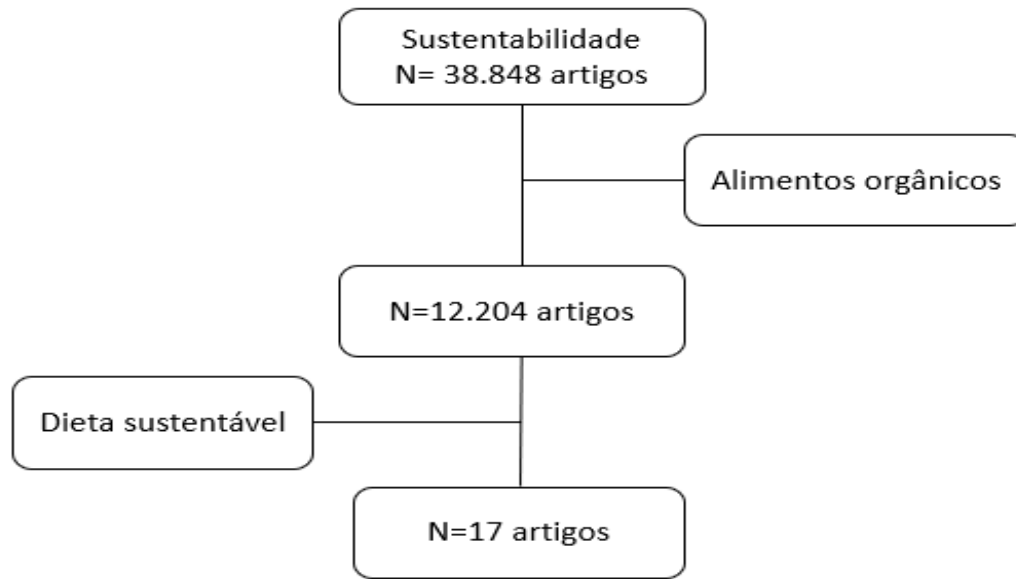 Sustentabilidade
N= 38.848 artigos
Alimentos orgânicos
N=12.204 artigos
Dieta sustentável
N=17 artigos